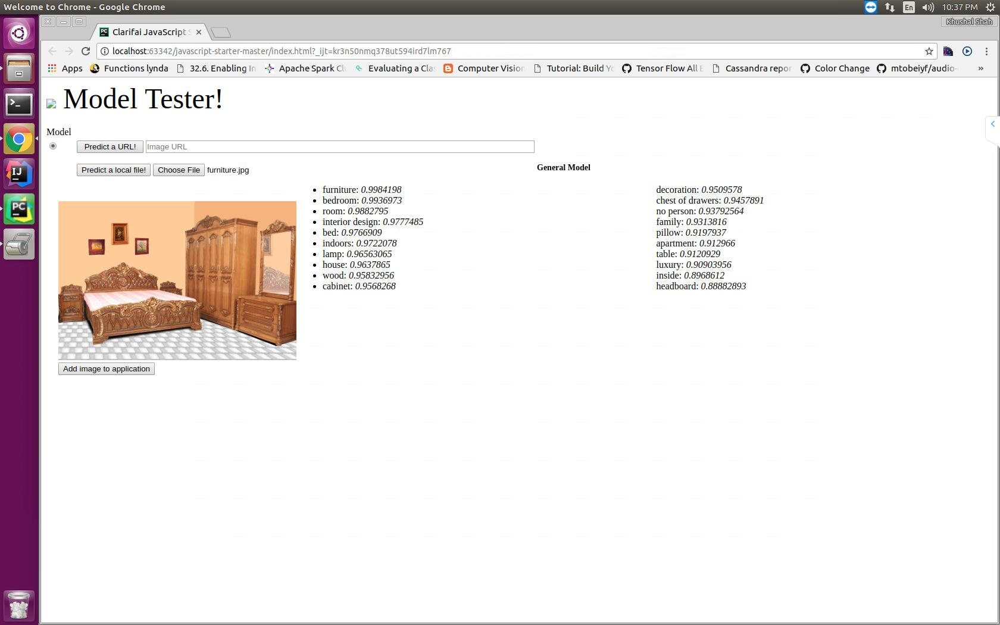 Welcome to Chrome - Google Chrome
En
10:37 PM
Khushal Shah
PC Clarifai JavaScript S
localhost:63342/javascript-starter-master/index.html?_ijt=kr3n50nmq378ut594ird7lm767
Apps Functions lynda 32.6. Enabling In Apache Spark Clu Evaluating a Clas Computer Vision Tutorial: Build Yo Tensor Flow All E Cassandra repor Color Change mtobeiyf/audio- »
Model Tester!
Model
Predict a URL! Image URL
Predict a local file! Choose File furniture.jpg
General Model
furniture: 0.9984198
bedroom: 0.9936973
room: 0.9882795
interior design: 0.9777485
bed: 0.9766909
indoors: 0.9722078
lamp: 0.96563065
house: 0.9637865
wood: 0.95832956
cabinet: 0.9568268
decoration: 0.9509578
chest of drawers: 0.9457891
no person: 0.93792564
family: 0.9313816
pillow: 0.9197937
apartment: 0.912966
table: 0.9120929
luxury: 0.90903956
inside: 0.8968612
headboard: 0.88882893
Add image to application
IJ
PC